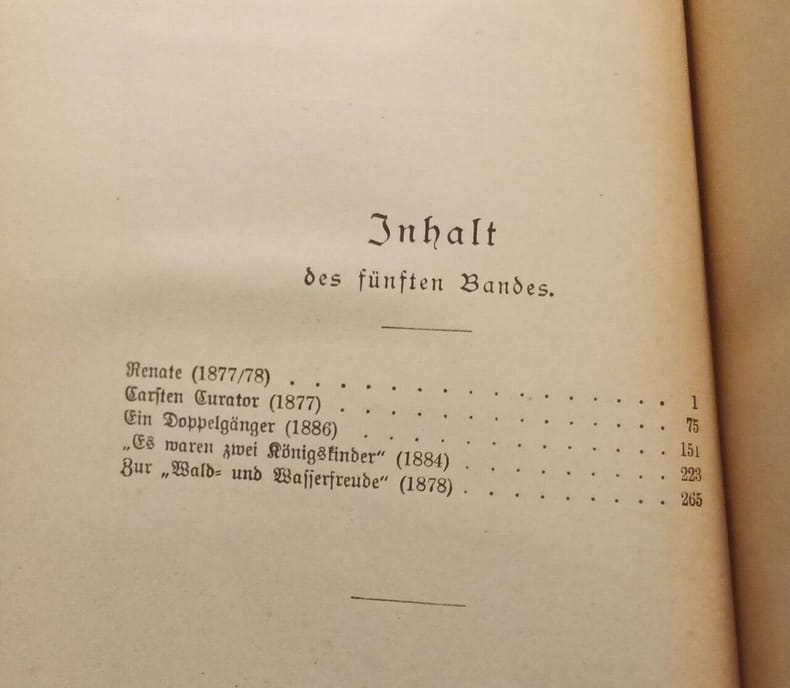 Inhalt
des fünften Bandes.
Renate (1877/78) . . . . . . . . . . . . . . . 1
Carsten Curator (1877) . . . . . . . . . . . . . 75
Ein Doppelgänger (1886) . . . . . . . . . . . . 151
„Es waren zwei Königskinder“ (1884) . . . . . . . . . 223
Zur „Wald- und Wasserfreude“ (1878) . . . . . . . . . 265